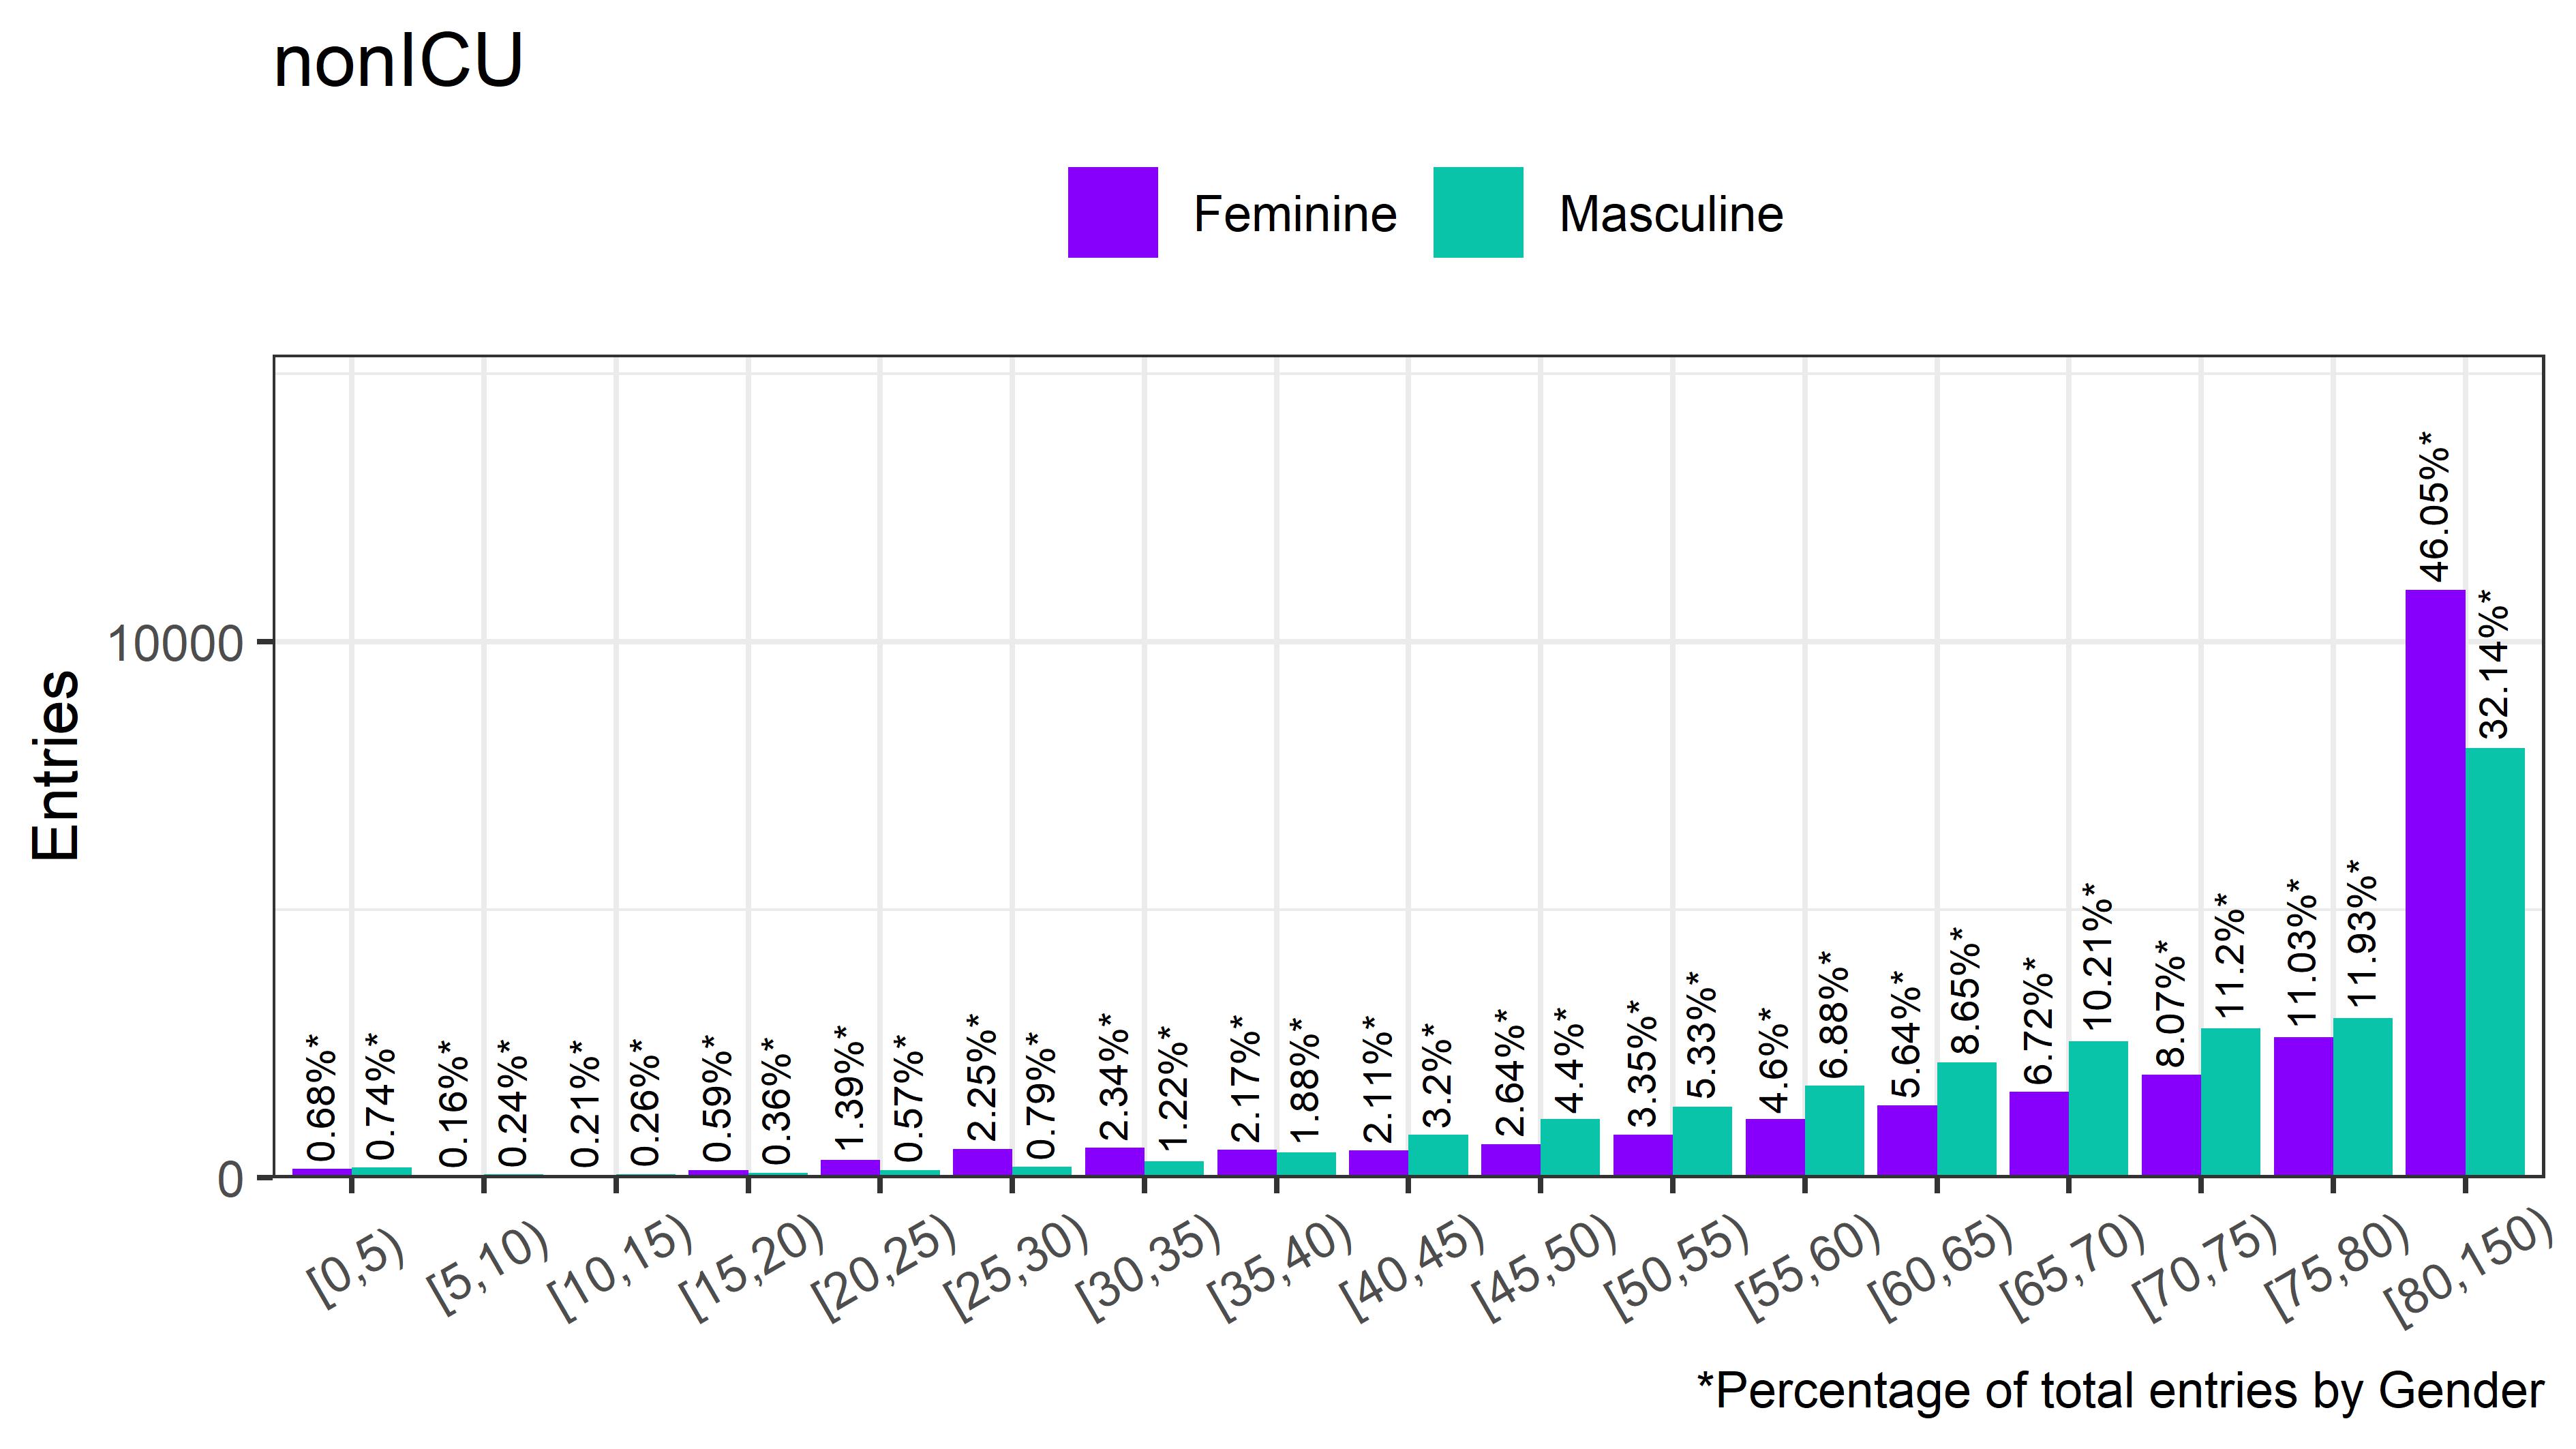 nonICU
Feminine Masculine
Entries
10000
0
0.68%* 0.74%* 0.16%* 0.24%* 0.21%* 0.26%* 0.59%* 0.36%* 1.39%* 0.57%* 2.25%* 0.79%* 2.34%* 1.22%* 2.17%* 1.88%* 2.11%* 3.2%* 2.64%* 4.4%* 3.35%* 5.33%* 4.6%* 6.88%* 5.64%* 8.65%* 6.72%* 10.21%* 8.07%* 11.2%* 11.03%* 11.93%* 46.05%* 32.14%*
[0,5) [5,10) [10,15) [15,20) [20,25) [25,30) [30,35) [35,40) [40,45) [45,50) [50,55) [55,60) [60,65) [65,70) [70,75) [75,80) [80,150)
*Percentage of total entries by Gender